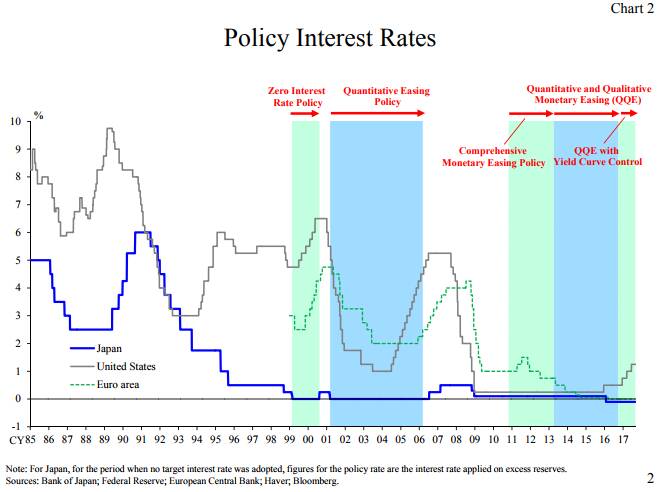 Chart 2
Policy Interest Rates
Zero Interest
Rate Policy
Quantitative Easing
Policy
Quantitative and Qualitative
Monetary Easing (QQE)
Comprehensive
Monetary Easing Policy
QQE with
Yield Curve Control
%
10
9
8
7
6
5
4
3
2
1
0
-1
Japan
United States
Euro area
CY85 86 87 88 89 90 91 92 93 94 95 96 97 98 99 00 01 02 03 04 05 06 07 08 09 10 11 12 13 14 15 16 17
Note: For Japan, for the period when no target interest rate was adopted, figures for the policy rate are the interest rate applied on excess reserves.
Sources: Bank of Japan; Federal Reserve; European Central Bank; Haver; Bloomberg.
2